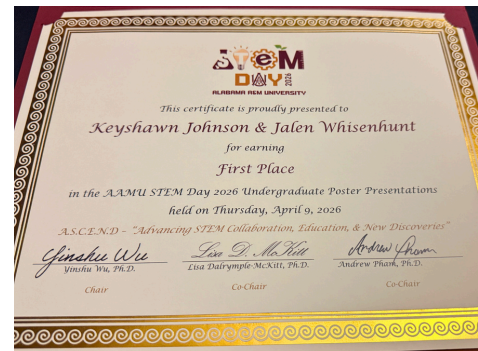 STEM
DAY 2026
ALABAMA A&M UNIVERSITY
This certificate is proudly presented to
Keyshawn Johnson & Jalen Whisenhunt
for earning
First Place
in the AAMU STEM Day 2026 Undergraduate Poster Presentations
held on Thursday, April 9, 2026
A.S.C.E.N.D – "Advancing STEM Collaboration, Education, & New Discoveries"
Yinshu Wu Lisa D. McKitt Andrew Pham
Yinshu Wu, Ph.D. Lisa Dalrymple-McKitt, Ph.D. Andrew Pham, Ph.D.
Chair Co-Chair Co-Chair